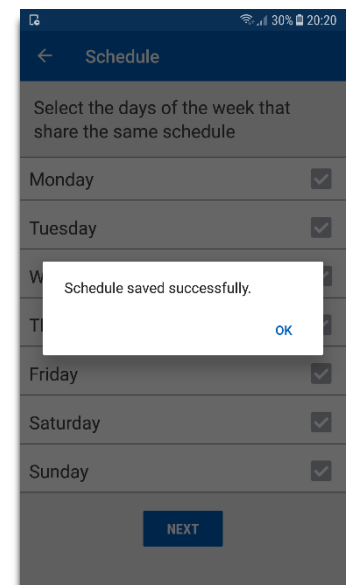 30% 20:20
Schedule
Select the days of the week that
share the same schedule
Monday
Tuesday
W
Schedule saved successfully.
OK
Friday
Saturday
Sunday
NEXT